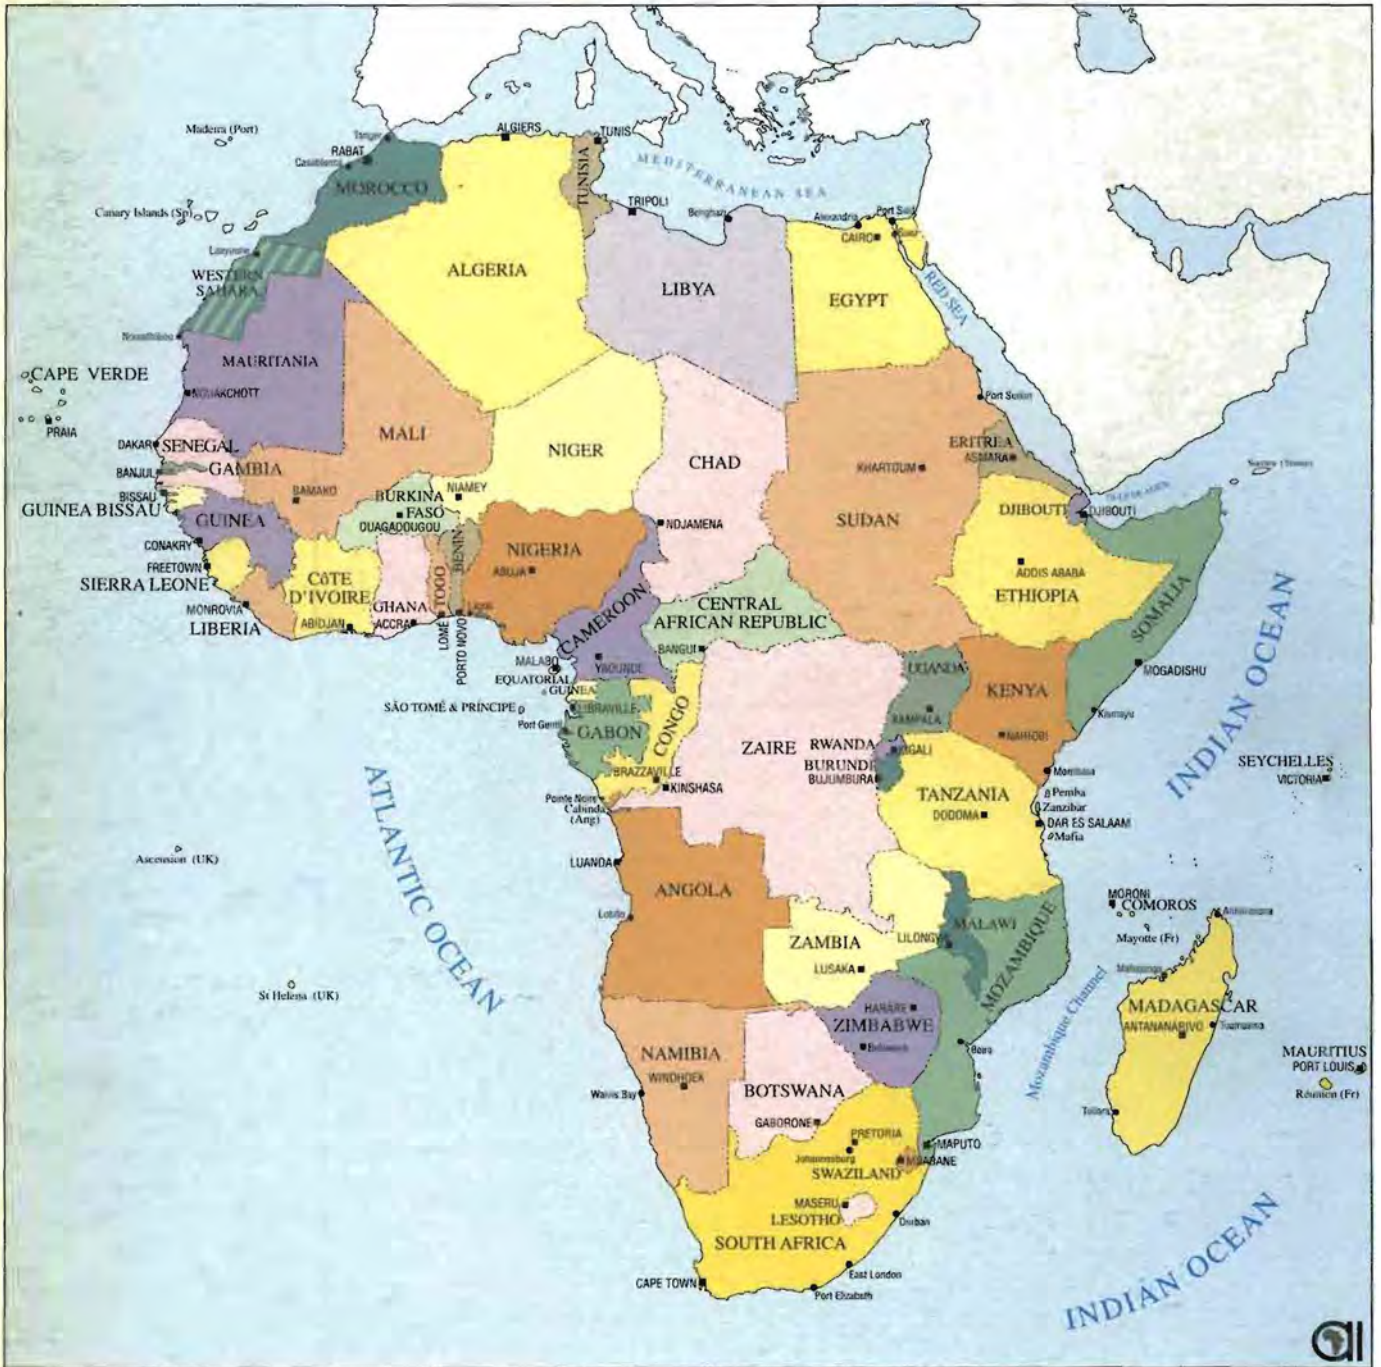 Madeira (Port)
Tanger
RABAT
Casablanca
MOROCCO
ALGIERS
TUNIS
TUNISIA
MEDITERRANEAN SEA
TRIPOLI
Benghazi
Alexandria
Port Said
CAIRO
Suez
Canary Islands (Sp)
WESTERN
SAHARA
ALGERIA
LIBYA
EGYPT
RED SEA
Nouadhibou
MAURITANIA
NOUAKCHOTT
CAPE VERDE
PRAIA
DAKAR
SENEGAL
BANJUL
GAMBIA
BISSAU
GUINEA BISSAU
MALI
BAMAKO
NIGER
NIAMEY
CHAD
NDJAMENA
KHARTOUM
SUDAN
Port Sudan
ERITREA
ASMARA
DJIBOUTI
DJIBOUTI
GUINEA
CONAKRY
FREETOWN
SIERRA LEONE
MONROVIA
LIBERIA
CôTE
D'IVOIRE
ABIDJAN
BURKINA
FASO
OUAGADOUGOU
GHANA
ACCRA
TOGO
LOMÉ
BENIN
PORTO NOVO
NIGERIA
ABUJA
CAMEROON
YAOUNDE
CENTRAL
AFRICAN REPUBLIC
BANGUI
ADDIS ABABA
ETHIOPIA
SOMALIA
MOGADISHU
Kismayu
MALABO
EQUATORIAL
GUINEA
SÃO TOMÉ & PRÍNCIPE
LIBRAVILLE
Port Gentil
GABON
CONGO
BRAZZAVILLE
KINSHASA
Pointe Noire
Cabinda
(Ang)
ZAIRE
UGANDA
KAMPALA
KENYA
NAIROBI
RWANDA
KIGALI
BURUNDI
BUJUMBURA
Mombasa
Pemba
Zanzibar
DAR ES SALAAM
Mafia
TANZANIA
DODOMA
SEYCHELLES
VICTORIA
INDIAN OCEAN
ATLANTIC OCEAN
Ascension (UK)
St Helena (UK)
LUANDA
ANGOLA
Lobito
ZAMBIA
LUSAKA
MALAWI
MOZAMBIQUE
MORONI
COMOROS
Mayotte (Fr)
Mozambique Channel
MADAGASCAR
ANTANANARIVO
MAURITIUS
PORT LOUIS
Réunion (Fr)
HARARE
ZIMBABWE
Beira
NAMIBIA
WINDHOEK
Walvis Bay
BOTSWANA
GABORONE
PRETORIA
Johannesburg
SWAZILAND
MBABANE
MAPUTO
MASERU
LESOTHO
Durban
SOUTH AFRICA
CAPE TOWN
East London
Port Elizabeth
INDIAN OCEAN